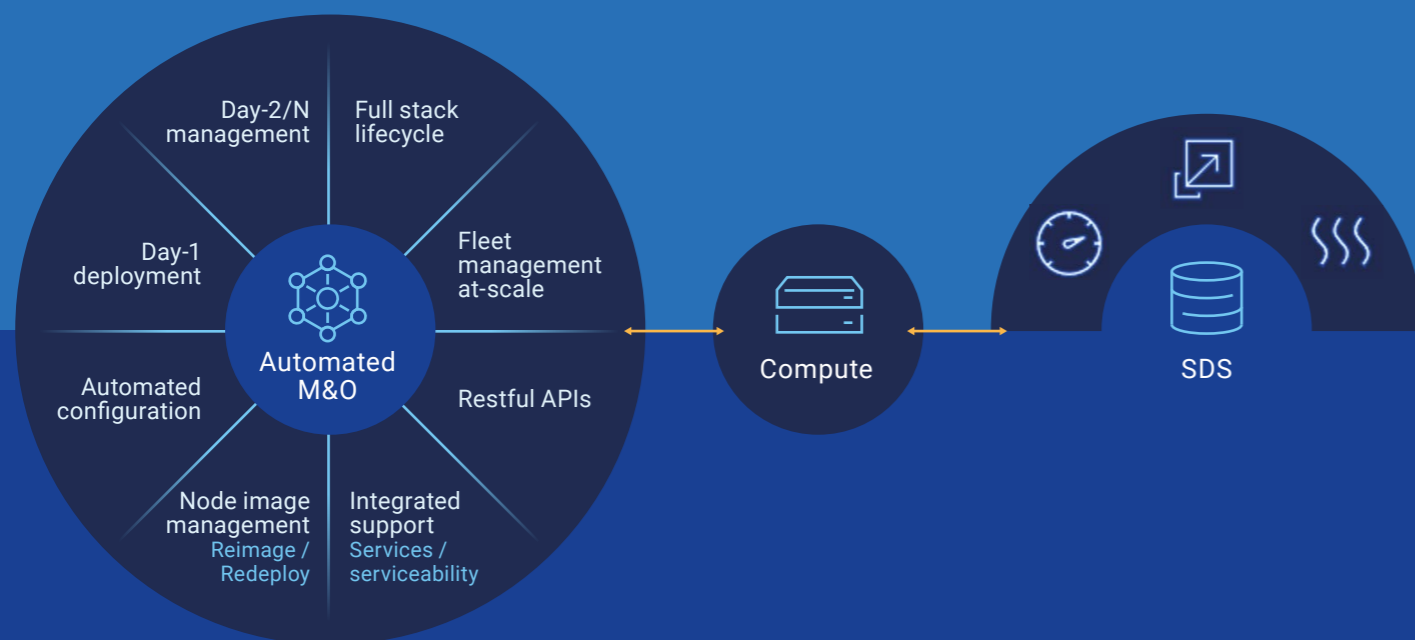 Day-2/N
management
Full stack
lifecycle
Day-1
deployment
Fleet
management
at-scale
Automated
M&O
Compute
SDS
Automated
configuration
Restful APIs
Node image
management
Reimage /
Redeploy
Integrated
support
Services /
serviceability